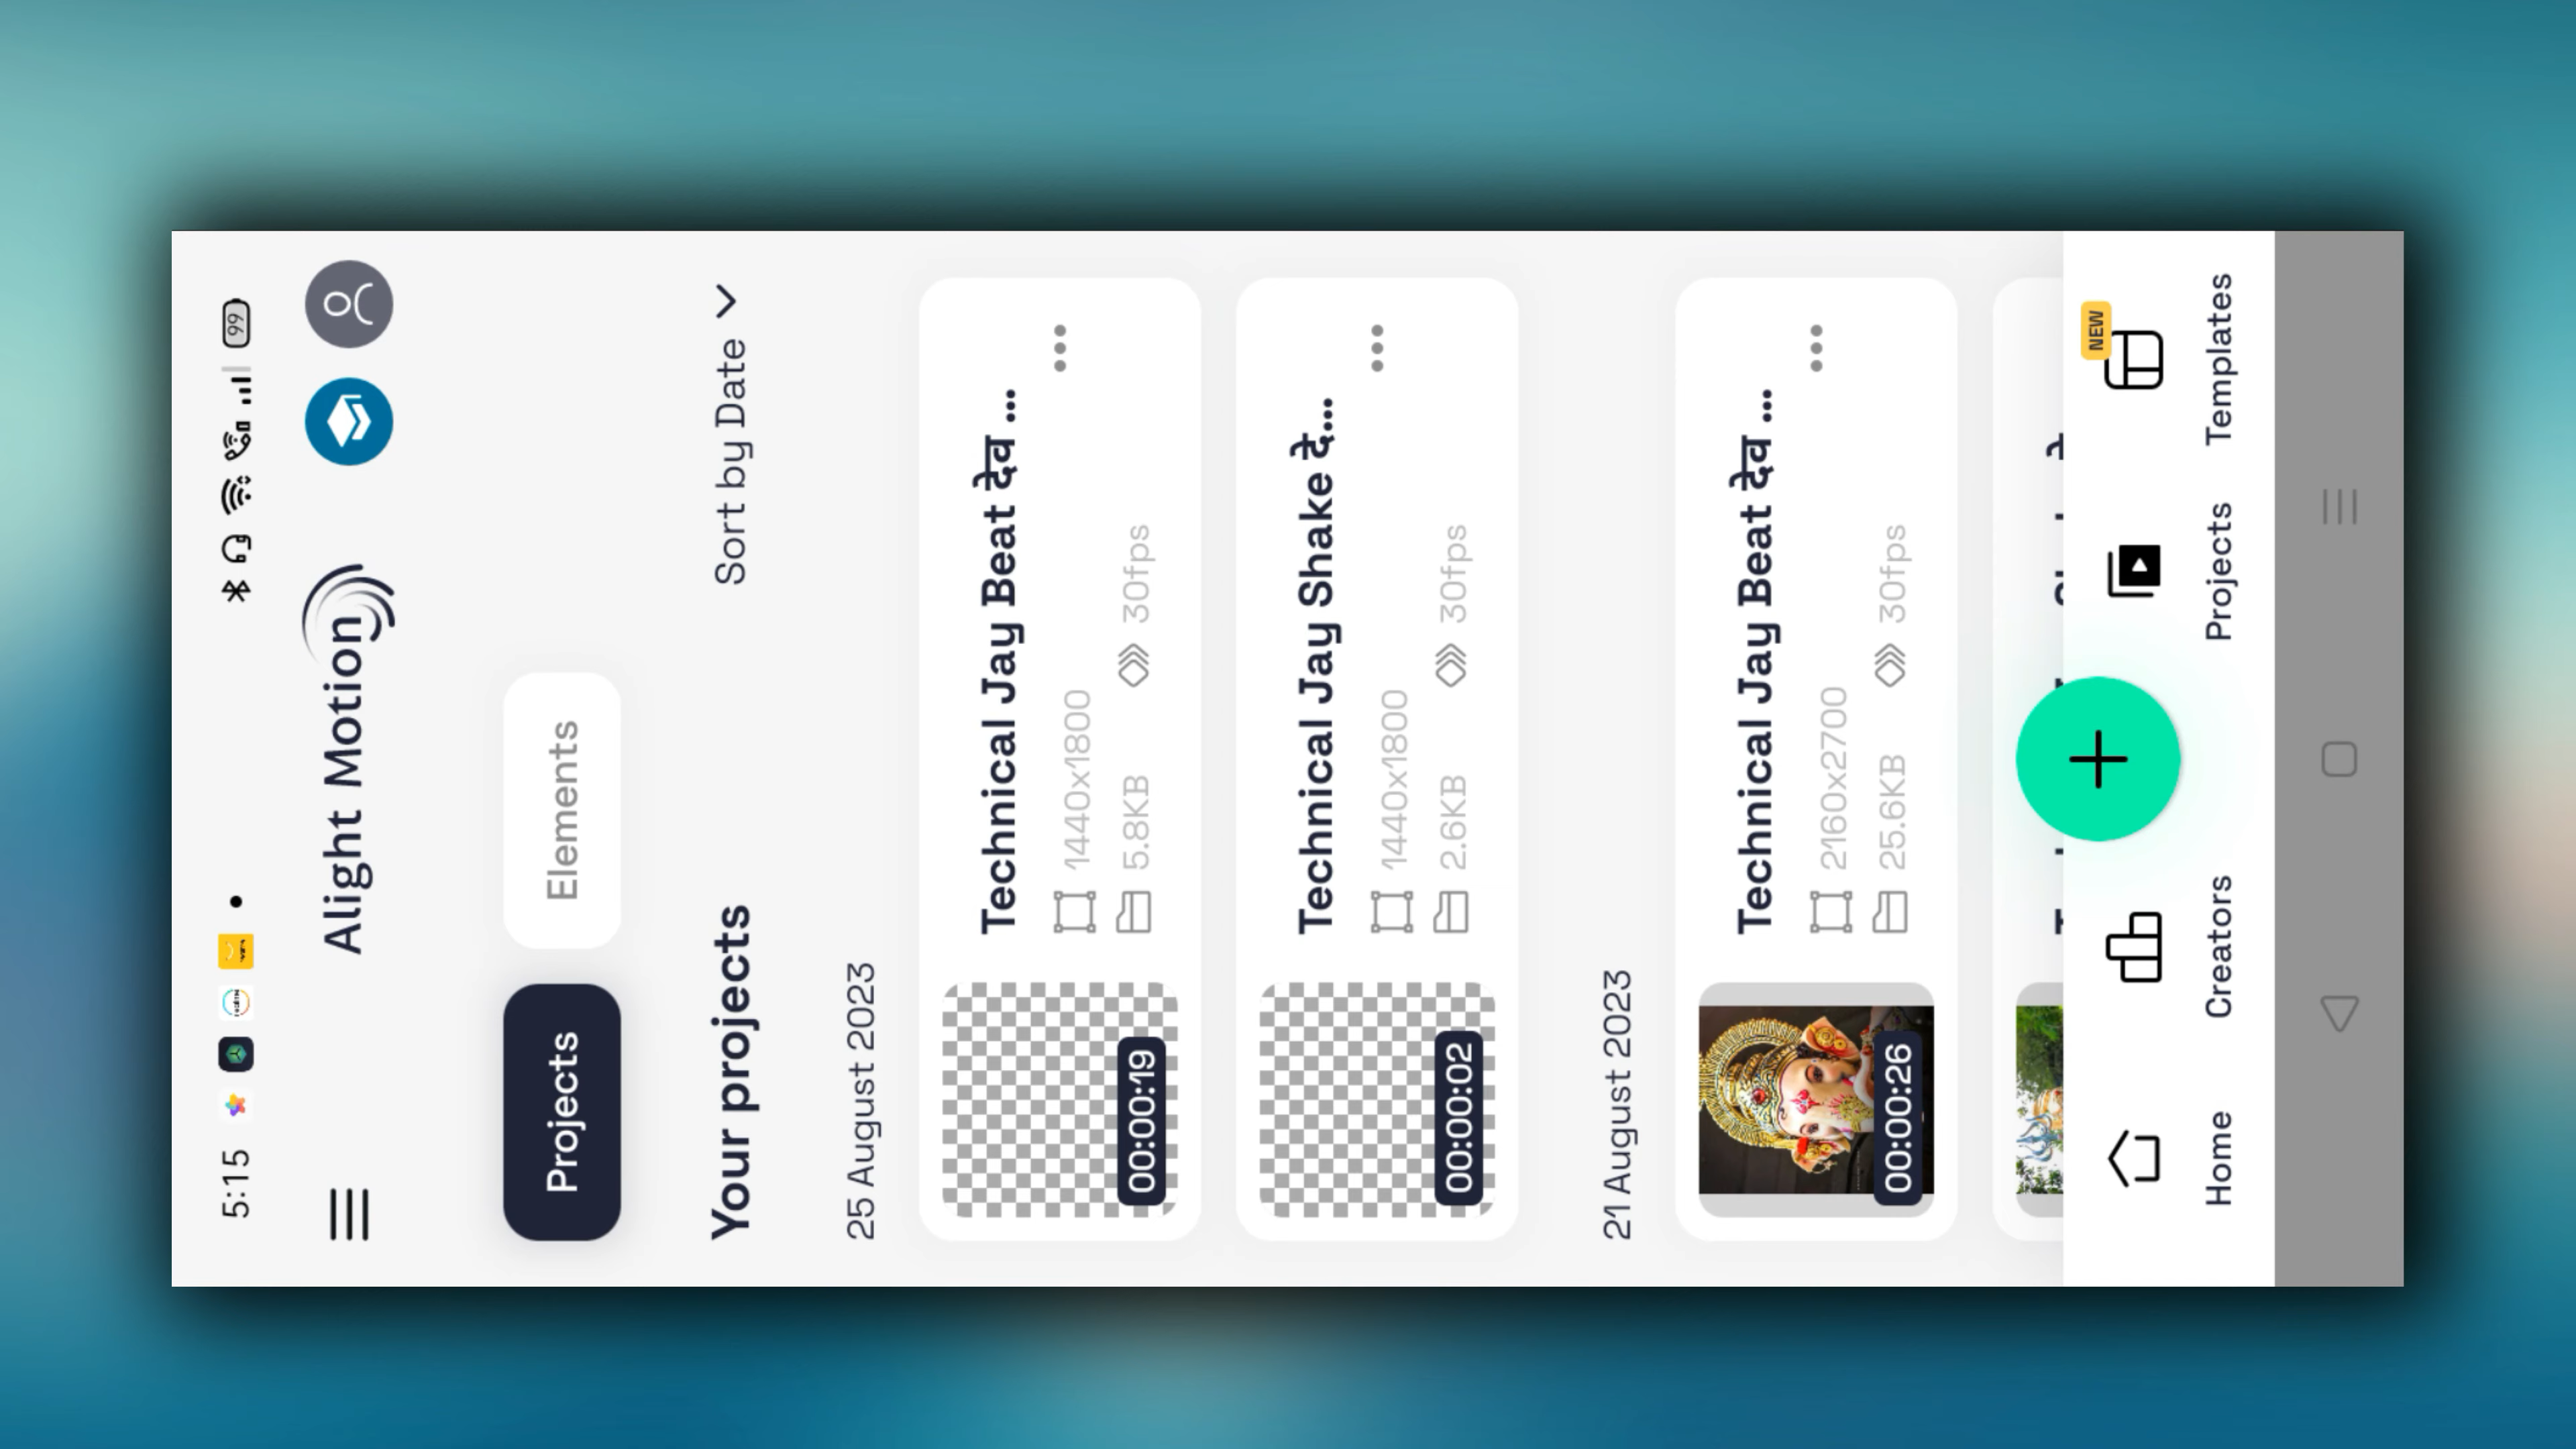 5:15
99
Alight Motion
Projects
Elements
Your projects
Sort by Date
25 August 2023
Technical Jay Beat देव ...
1440x1800
5.8KB
30fps
00:00:19
Technical Jay Shake दे...
1440x1800
2.6KB
30fps
00:00:02
21 August 2023
Technical Jay Beat देव ...
2160x2700
25.6KB
30fps
00:00:26
NEW
Home
Creators
Projects
Templates